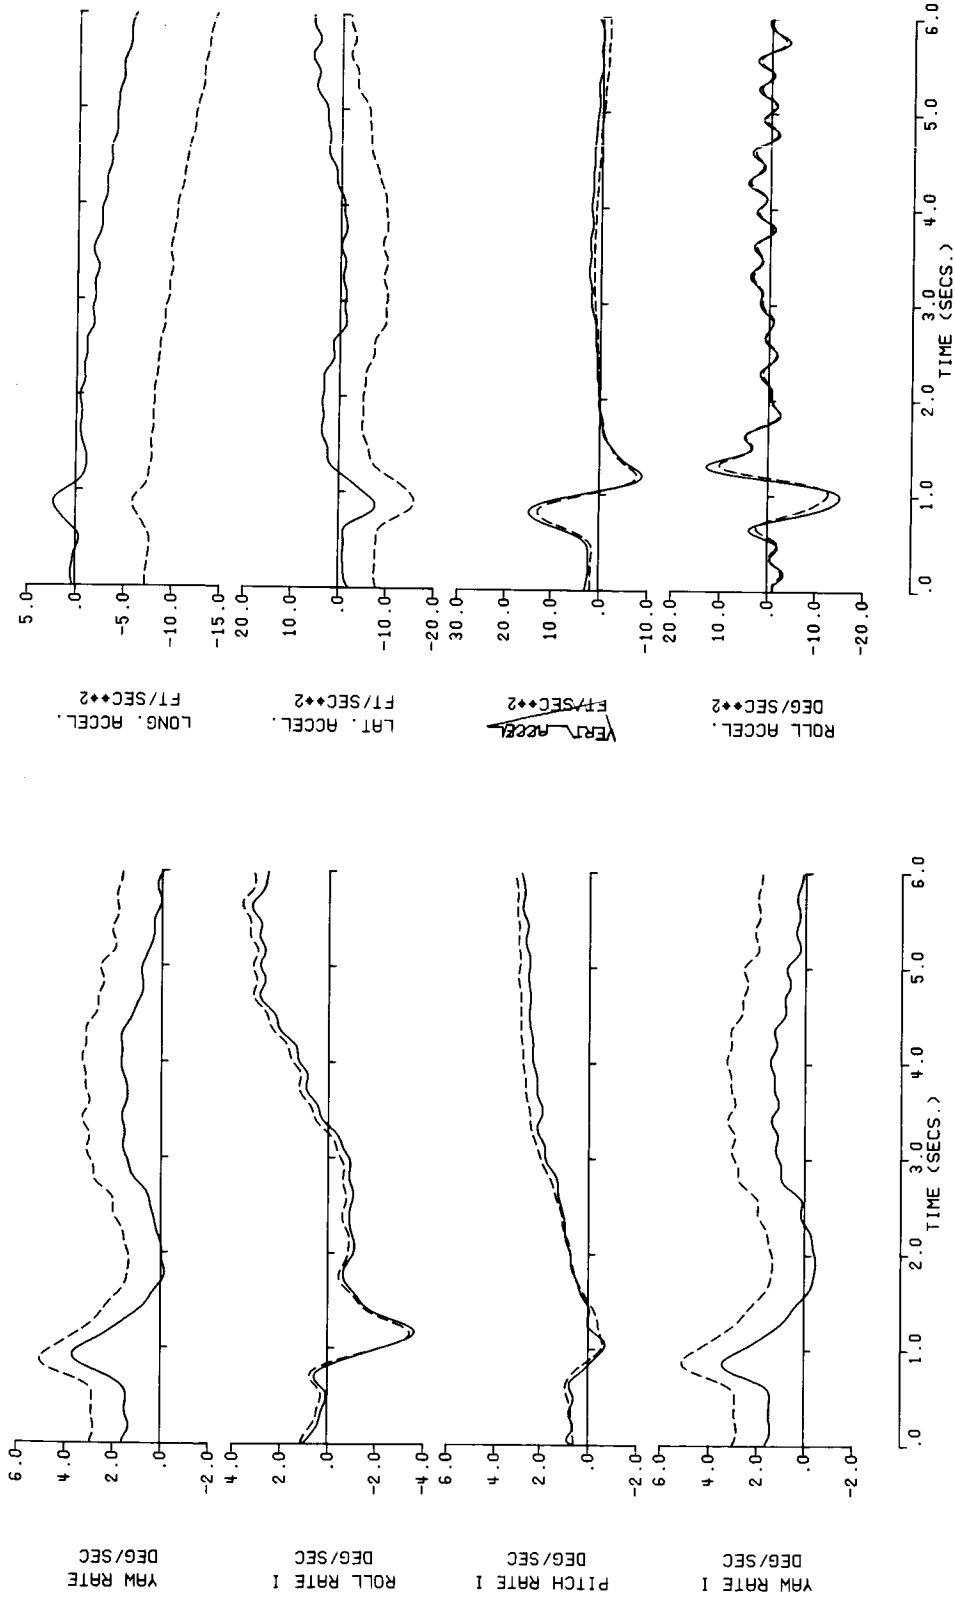 5.0
.0
-5.0
-10.0
-15.0
LONG. ACCEL.
FT/SEC**2
20.0
10.0
.0
-10.0
-20.0
LAT. ACCEL.
FT/SEC**2
30.0
20.0
10.0
.0
-10.0
VERT. ACCEL
FT/SEC**2
20.0
10.0
.0
-10.0
-20.0
ROLL ACCEL.
DEG/SEC**2
.0 1.0 2.0 3.0 4.0 5.0 6.0
TIME (SECS.)
6.0
4.0
2.0
.0
-2.0
YAW RATE
DEG/SEC
4.0
2.0
.0
-2.0
-4.0
ROLL RATE I
DEG/SEC
4.0
2.0
.0
-2.0
PITCH RATE I
DEG/SEC
6.0
4.0
2.0
.0
-2.0
YAW RATE I
DEG/SEC
.0 1.0 2.0 3.0 4.0 5.0 6.0
TIME (SECS.)